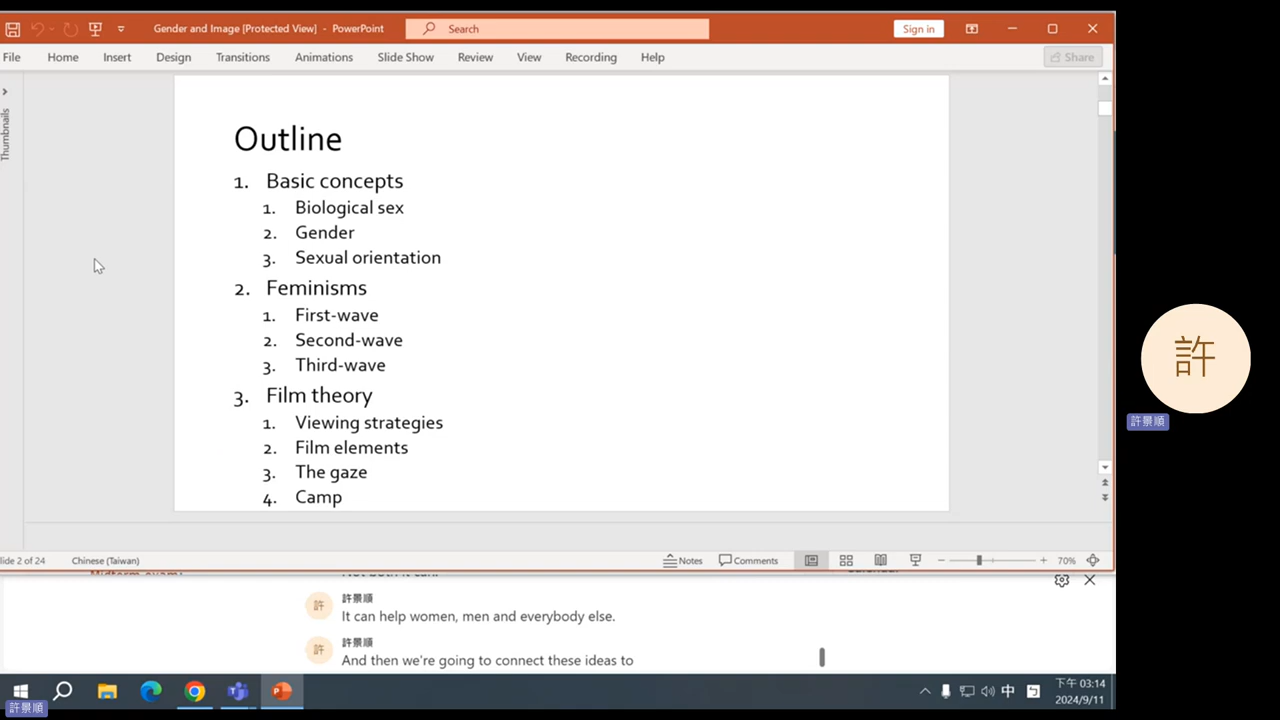 Gender and Image [Protected View] - PowerPoint
Search
Sign in
File Home Insert Design Transitions Animations Slide Show Review View Recording Help
Share
Thumbnails
Outline
1. Basic concepts
1. Biological sex
2. Gender
3. Sexual orientation
2. Feminisms
1. First-wave
2. Second-wave
3. Third-wave
3. Film theory
1. Viewing strategies
2. Film elements
3. The gaze
4. Camp
許
許景順
lide 2 of 24
Chinese (Taiwan)
Notes
Comments
70%
許
許景順
It can help women, men and everybody else.
許
許景順
And then we're going to connect these ideas to
中
下午 03:14
2024/9/11
許景順